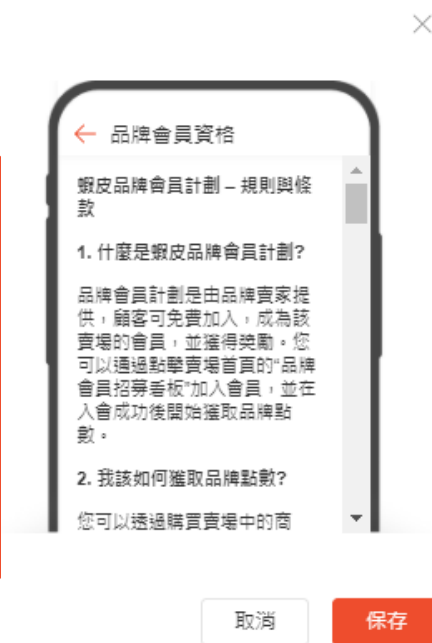 品牌會員資格
蝦皮品牌會員計劃 – 規則與條
款
1. 什麼是蝦皮品牌會員計劃?
品牌會員計劃是由品牌賣家提
供，顧客可免費加入，成為該
賣場的會員，並獲得獎勵。您
可以通過點擊賣場首頁的“品牌
會員招募看板”加入會員，並在
入會成功後開始獲取品牌點
數。
2. 我該如何獲取品牌點數?
您可以透過購買賣場中的商
取消
保存